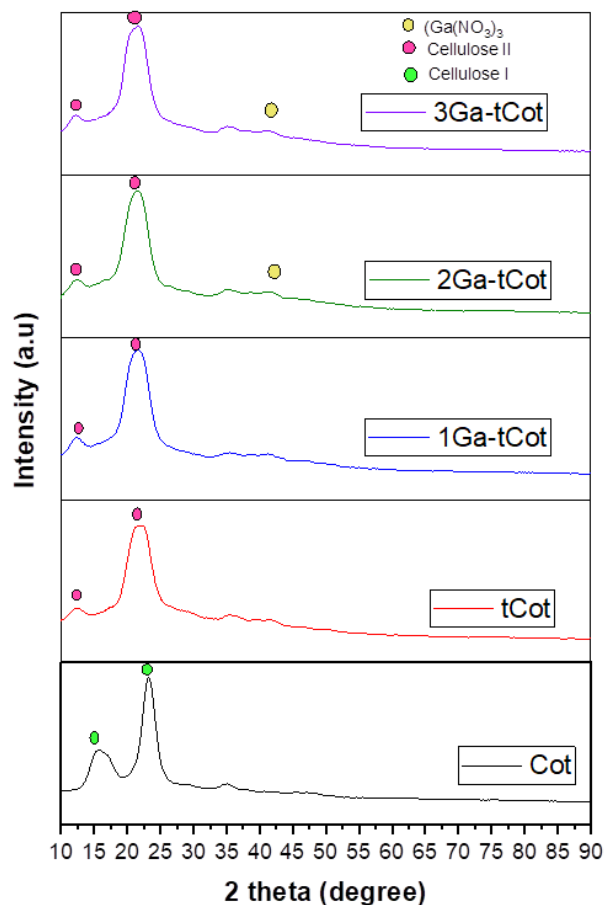 (Ga(NO3)3
Cellulose II
Cellulose I
3Ga-tCot
2Ga-tCot
1Ga-tCot
tCot
Cot
Intensity (a.u)
10 15 20 25 30 35 40 45 50 55 60 65 70 75 80 85 90
2 theta (degree)